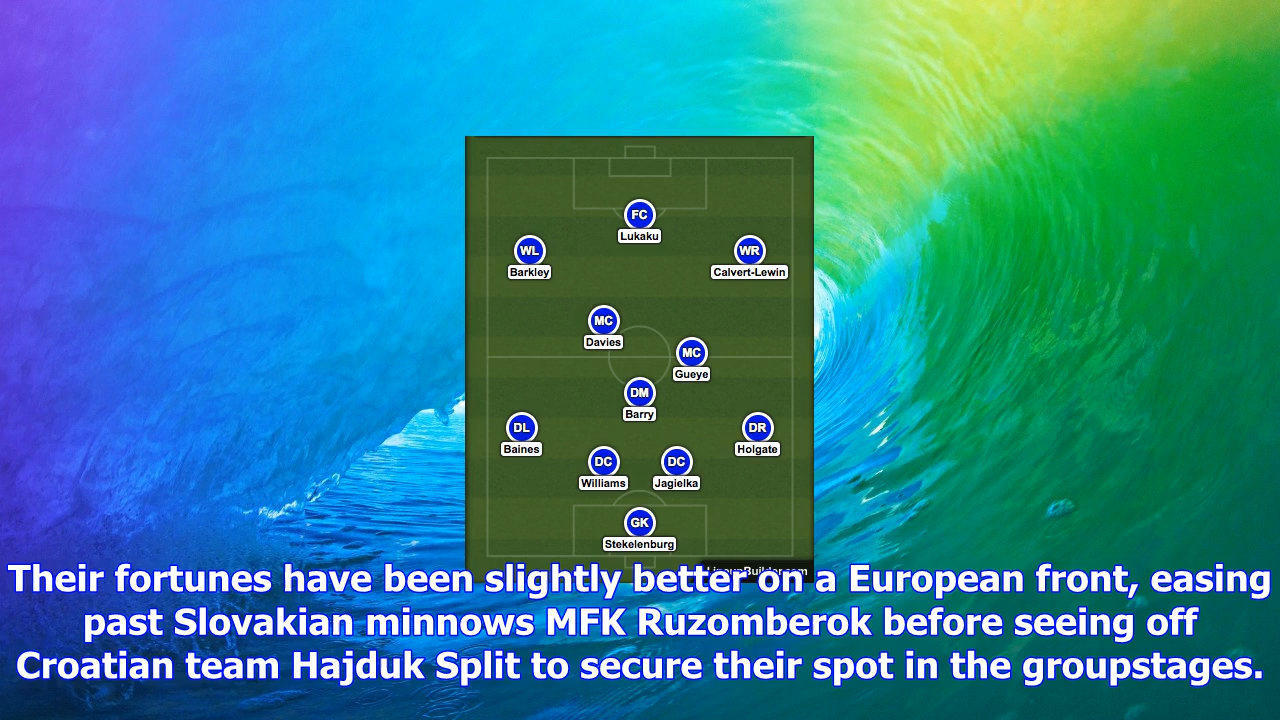 FC
Lukaku
WL
WR
Barkley
Calvert-Lewin
MC
Davies
MC
Gueye
DM
Barry
DL
DR
Baines
Holgate
DC
DC
Williams
Jagielka
GK
Stekelenburg
LineupBuilder.com
Their fortunes have been slightly better on a European front, easing
past Slovakian minnows MFK Ruzomberok before seeing off
Croatian team Hajduk Split to secure their spot in the groupstages.